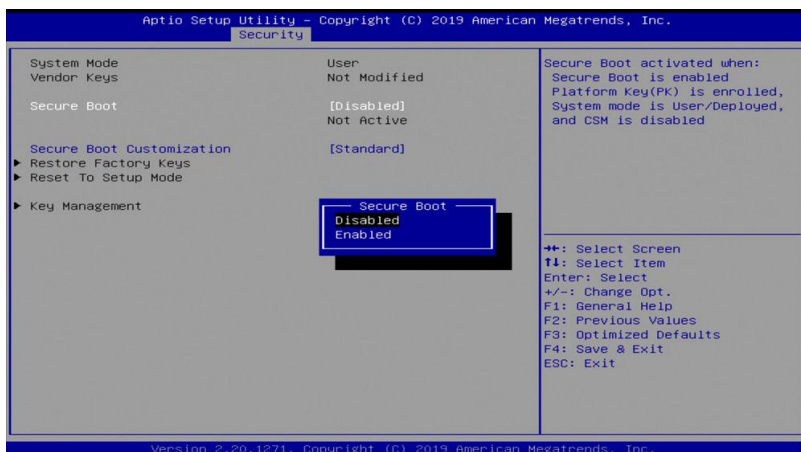 Aptio Setup Utility – Copyright (C) 2019 American Megatrends, Inc.
Security
System Mode User
Vendor Keys Not Modified
Secure Boot [Disabled]
Not Active
Secure Boot Customization [Standard]
▶ Restore Factory Keys
▶ Reset To Setup Mode
▶ Key Management
Secure Boot
Disabled
Enabled
Secure Boot activated when:
Secure Boot is enabled
Platform Key(PK) is enrolled,
System mode is User/Deployed,
and CSM is disabled
→←: Select Screen
↑↓: Select Item
Enter: Select
+/-: Change Opt.
F1: General Help
F2: Previous Values
F3: Optimized Defaults
F4: Save & Exit
ESC: Exit
Version 2.20.1271. Copyright (C) 2019 American Megatrends, Inc.